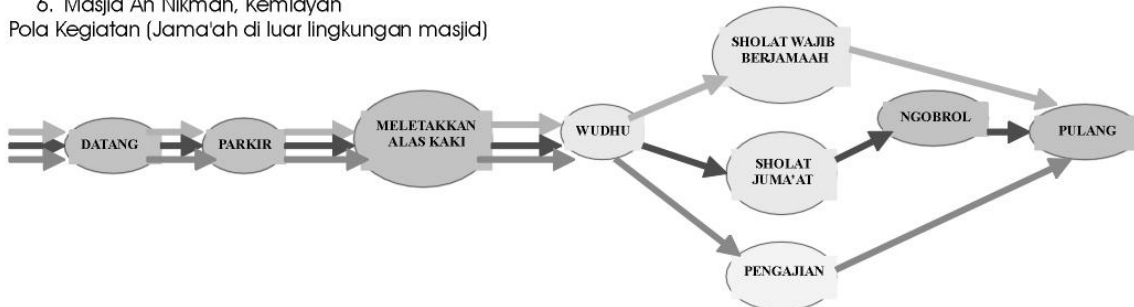 6. Masjid An Nikmah, Kemlayan
Pola Kegiatan (Jama'ah di luar lingkungan masjid)
DATANG
PARKIR
MELETAKKAN
ALAS KAKI
WUDHU
SHOLAT WAJIB
BERJAMAAH
SHOLAT
JUMA'AT
PENGAJIAN
NGOBROL
PULANG